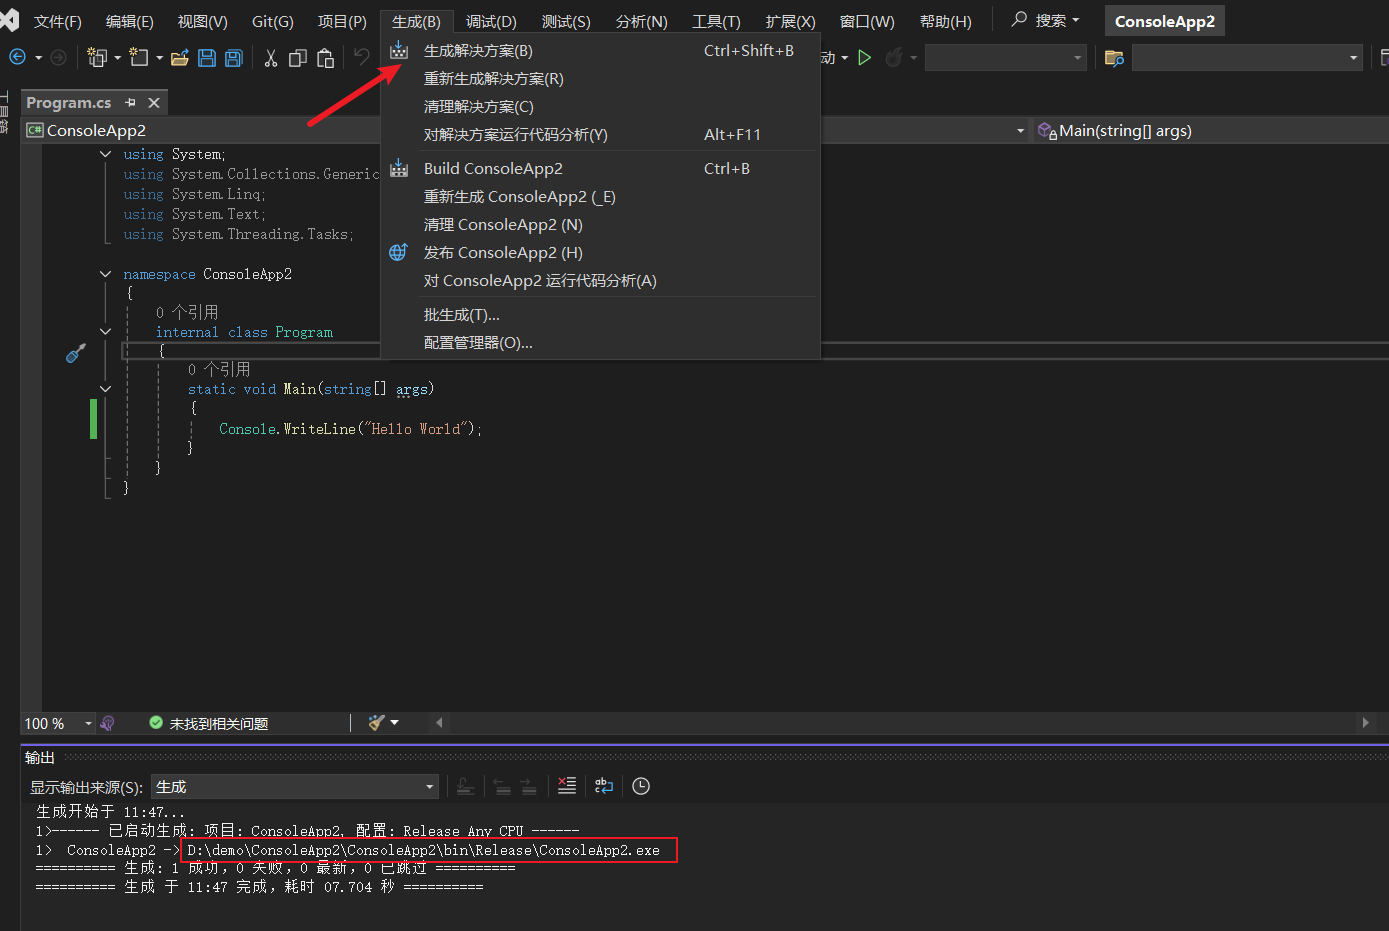 文件(F) 编辑(E) 视图(V) Git(G) 项目(P) 生成(B) 调试(D) 测试(S) 分析(N) 工具(T) 扩展(X) 窗口(W) 帮助(H) 搜索 ConsoleApp2
动
生成解决方案(B) Ctrl+Shift+B
重新生成解决方案(R)
清理解决方案(C)
对解决方案运行代码分析(Y) Alt+F11
Build ConsoleApp2 Ctrl+B
重新生成 ConsoleApp2 (_E)
清理 ConsoleApp2 (N)
发布 ConsoleApp2 (H)
对 ConsoleApp2 运行代码分析(A)
批生成(T)...
配置管理器(O)...
Program.cs
C# ConsoleApp2 Main(string[] args)
using System;
using System.Collections.Generic
using System.Linq;
using System.Text;
using System.Threading.Tasks;
namespace ConsoleApp2
{
0 个引用
internal class Program
{
0 个引用
static void Main(string[] args)
{
Console.WriteLine("Hello World");
}
}
}
100 % 未找到相关问题
输出
显示输出来源(S): 生成
生成开始于 11:47...
1>------ 已启动生成: 项目: ConsoleApp2, 配置: Release Any CPU ------
1>  ConsoleApp2 -> D:\demo\ConsoleApp2\ConsoleApp2\bin\Release\ConsoleApp2.exe
========== 生成: 1 成功，0 失败，0 最新，0 已跳过 ==========
========== 生成 于 11:47 完成，耗时 07.704 秒 ==========